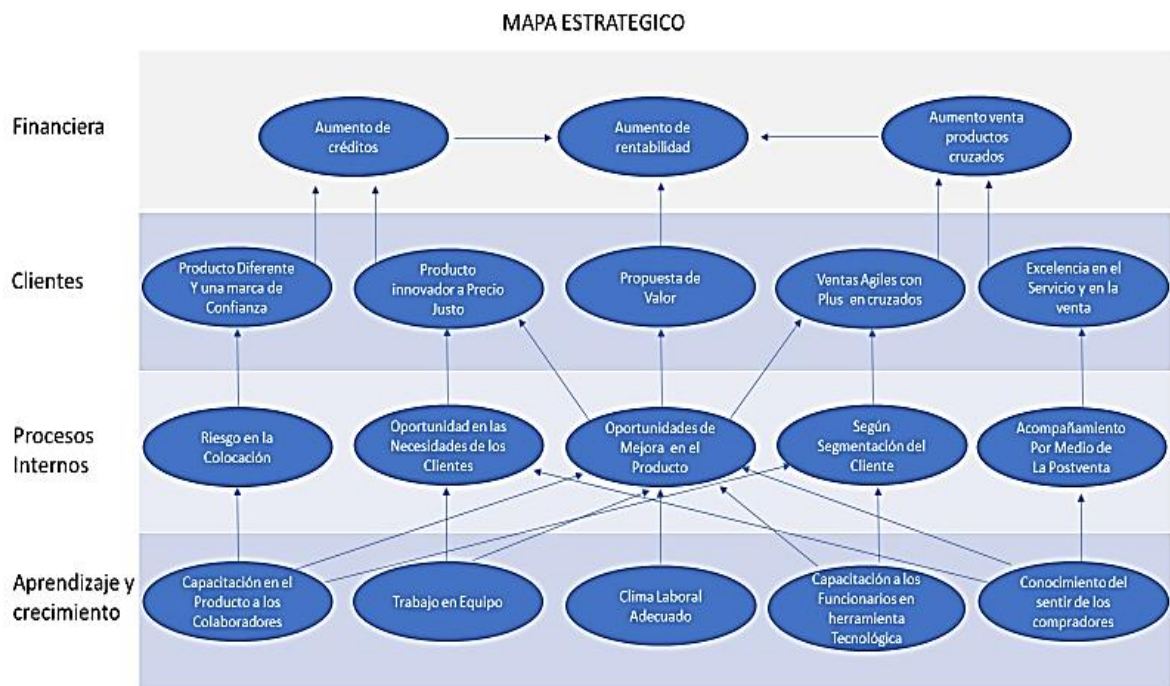 MAPA ESTRATEGICO
Financiera
Aumento de
créditos
Aumento de
rentabilidad
Aumento venta
productos
cruzados
Clientes
Producto Diferente
Y una marca de
Confianza
Producto
innovador a Precio
Justo
Propuesta de
Valor
Ventas Agiles con
Plus en cruzados
Excelencia en el
Servicio y en la
venta
Procesos
Internos
Riesgo en la
Colocación
Oportunidad en las
Necesidades de los
Clientes
Oportunidades de
Mejora en el
Producto
Según
Segmentación del
Cliente
Acompañamiento
Por Medio de
La Postventa
Aprendizaje y
crecimiento
Capacitación en el
Producto a los
Colaboradores
Trabajo en Equipo
Clima Laboral
Adecuado
Capacitación a los
Funcionarios en
herramienta
Tecnológica
Conocimiento del
sentir de los
compradores